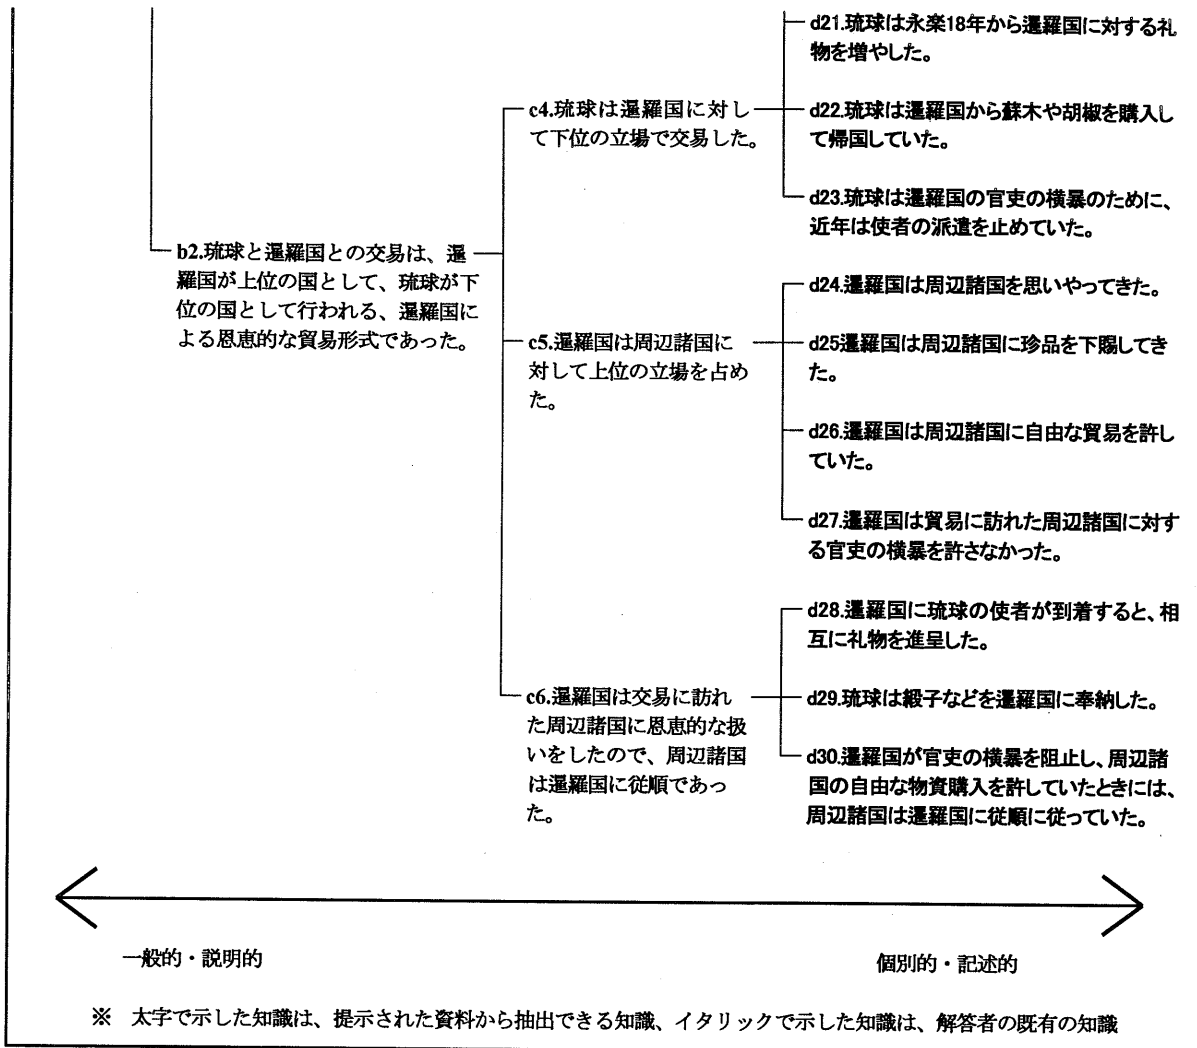 d21.琉球は永楽18年から暹羅国に対する礼
物を増やした。
c4.琉球は暹羅国に対し
て下位の立場で交易した。
d22.琉球は暹羅国から蘇木や胡椒を購入し
て帰国していた。
d23.琉球は暹羅国の官吏の横暴のために、
近年は使者の派遣を止めていた。
b2.琉球と暹羅国との交易は、暹
羅国が上位の国として、琉球が下
位の国として行われる、暹羅国に
よる恩恵的な貿易形式であった。
d24.暹羅国は周辺諸国を思いやってきた。
c5.暹羅国は周辺諸国に
対して上位の立場を占め
た。
d25暹羅国は周辺諸国に珍品を下賜してき
た。
d26.暹羅国は周辺諸国に自由な貿易を許し
ていた。
d27.暹羅国は貿易に訪れた周辺諸国に対す
る官吏の横暴を許さなかった。
d28.暹羅国に琉球の使者が到着すると、相
互に礼物を進呈した。
c6.暹羅国は交易に訪れ
た周辺諸国に恩恵的な扱
いをしたので、周辺諸国
は暹羅国に従順であっ
た。
d29.琉球は緞子などを暹羅国に奉納した。
d30.暹羅国が官吏の横暴を阻止し、周辺諸
国の自由な物資購入を許していたときには、
周辺諸国は暹羅国に従順に従っていた。
一般的・説明的
個別的・記述的
※ 太字で示した知識は、提示された資料から抽出できる知識、イタリックで示した知識は、解答者の既有の知識